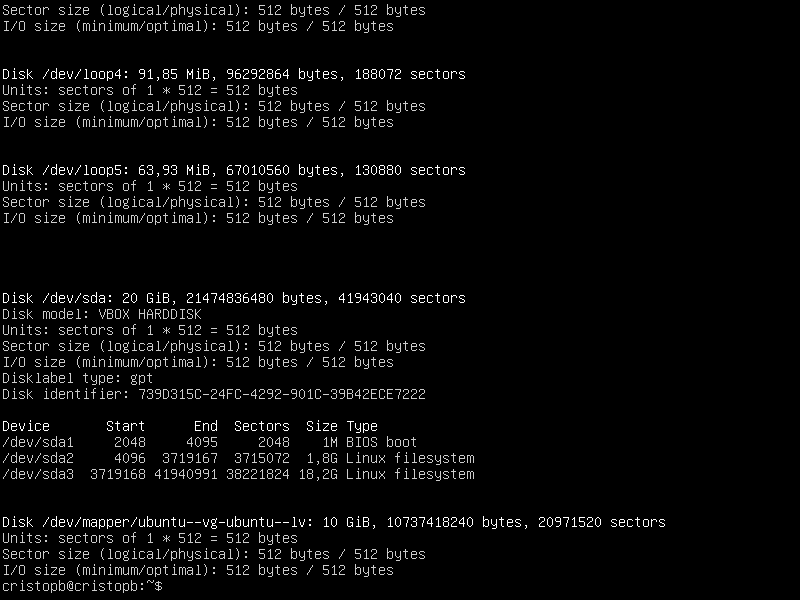 Sector size (logical/physical): 512 bytes / 512 bytes
I/O size (minimum/optimal): 512 bytes / 512 bytes
Disk /dev/loop4: 91,85 MiB, 96292864 bytes, 188072 sectors
Units: sectors of 1 * 512 = 512 bytes
Sector size (logical/physical): 512 bytes / 512 bytes
I/O size (minimum/optimal): 512 bytes / 512 bytes
Disk /dev/loop5: 63,93 MiB, 67010560 bytes, 130880 sectors
Units: sectors of 1 * 512 = 512 bytes
Sector size (logical/physical): 512 bytes / 512 bytes
I/O size (minimum/optimal): 512 bytes / 512 bytes
Disk /dev/sda: 20 GiB, 21474836480 bytes, 41943040 sectors
Disk model: VBOX HARDDISK
Units: sectors of 1 * 512 = 512 bytes
Sector size (logical/physical): 512 bytes / 512 bytes
I/O size (minimum/optimal): 512 bytes / 512 bytes
Disklabel type: gpt
Disk identifier: 739D315C-24FC-4292-901C-39B42ECE7222
Device       Start      End  Sectors  Size Type
/dev/sda1     2048     4095     2048    1M BIOS boot
/dev/sda2     4096  3719167  3715072  1,8G Linux filesystem
/dev/sda3  3719168 41940991 38221824 18,2G Linux filesystem
Disk /dev/mapper/ubuntu--vg-ubuntu--lv: 10 GiB, 10737418240 bytes, 20971520 sectors
Units: sectors of 1 * 512 = 512 bytes
Sector size (logical/physical): 512 bytes / 512 bytes
I/O size (minimum/optimal): 512 bytes / 512 bytes
cristopb@cristopb:~$